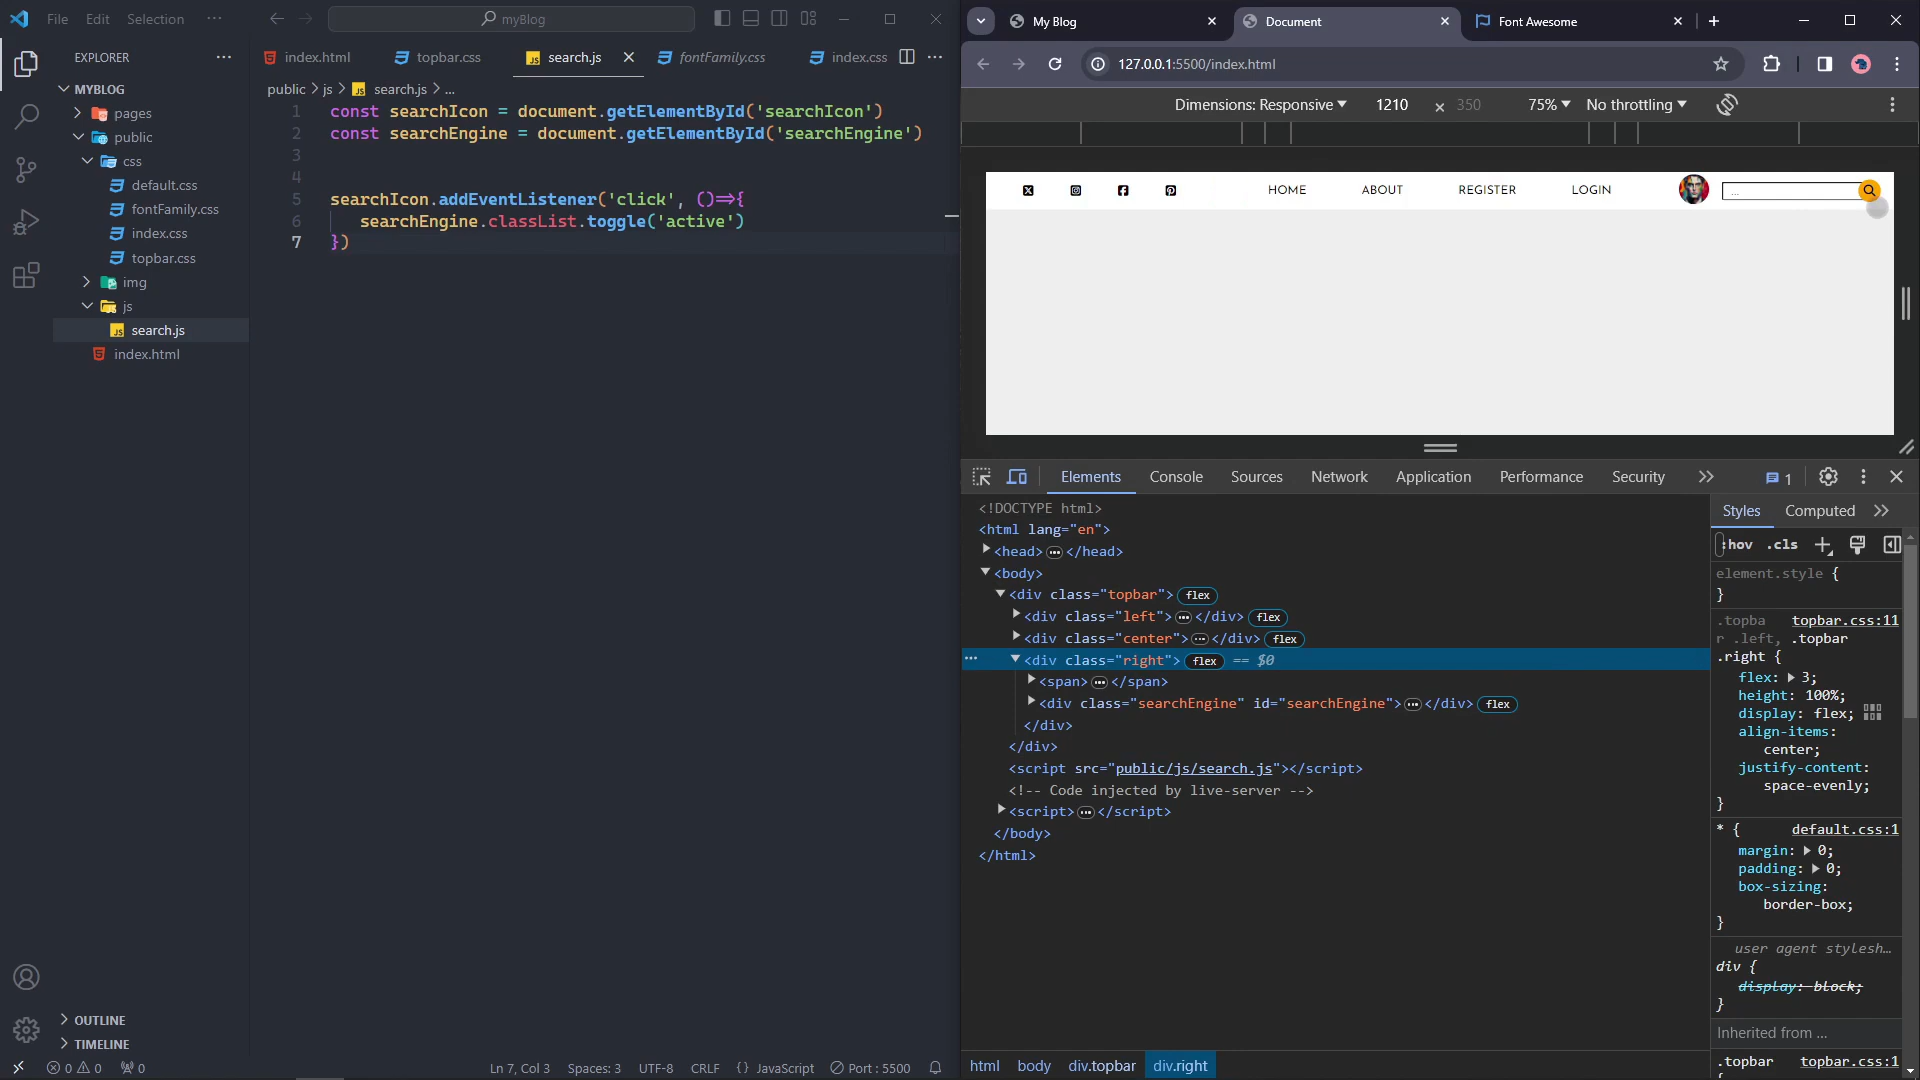 File Edit Selection ···
myBlog
EXPLORER
MYBLOG
pages
public
css
default.css
fontFamily.css
index.css
topbar.css
img
js
search.js
index.html
OUTLINE
TIMELINE
index.html topbar.css search.js fontFamily.css index.css
public > js > search.js > ...
1 const searchIcon = document.getElementById('searchIcon')
2 const searchEngine = document.getElementById('searchEngine')
3
4
5 searchIcon.addEventListener('click', ()=>{
6 searchEngine.classList.toggle('active')
7 })
0 0 0
Ln 7, Col 3 Spaces: 3 UTF-8 CRLF {} JavaScript Port : 5500
My Blog Document Font Awesome
127.0.0.1:5500/index.html
Dimensions: Responsive 1210 × 350 75% No throttling
HOME ABOUT REGISTER LOGIN ...
Elements Console Sources Network Application Performance Security 1
<!DOCTYPE html>
<html lang="en">
<head> ··· </head>
<body>
<div class="topbar"> flex
<div class="left"> ··· </div> flex
<div class="center"> ··· </div> flex
··· <div class="right"> flex == $0
<span> ··· </span>
<div class="searchEngine" id="searchEngine"> ··· </div> flex
</div>
</div>
<script src="public/js/search.js"></script>
<!-- Code injected by live-server -->
<script> ··· </script>
</body>
</html>
html body div.topbar div.right
Styles Computed
:hov .cls
element.style {
}
.topba topbar.css:11
r .left, .topbar
.right {
flex: 3;
height: 100%;
display: flex;
align-items:
center;
justify-content:
space-evenly;
}
* { default.css:1
margin: 0;
padding: 0;
box-sizing:
border-box;
}
user agent stylesh…
div {
display: block;
}
Inherited from ...
.topbar topbar.css:1